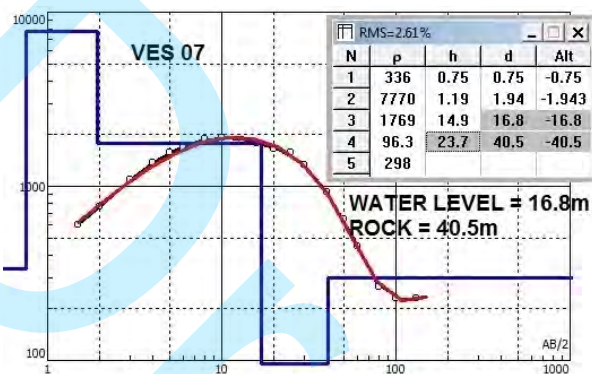 10000
1000
100
1
10
100
1000
AB/2
VES 07
RMS=2.61%
N ρ h d Alt
1 336 0.75 0.75 -0.75
2 7770 1.19 1.94 -1.943
3 1769 14.9 16.8 -16.8
4 96.3 23.7 40.5 -40.5
5 298
WATER LEVEL = 16.8m
ROCK = 40.5m